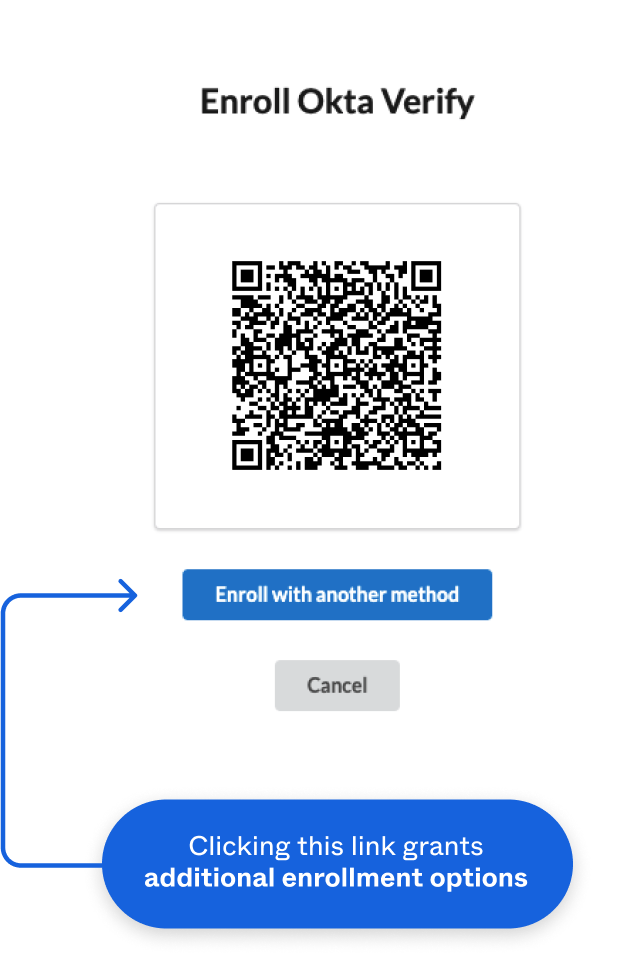 Enroll Okta Verify
Enroll with another method
Cancel
Clicking this link grants
additional enrollment options